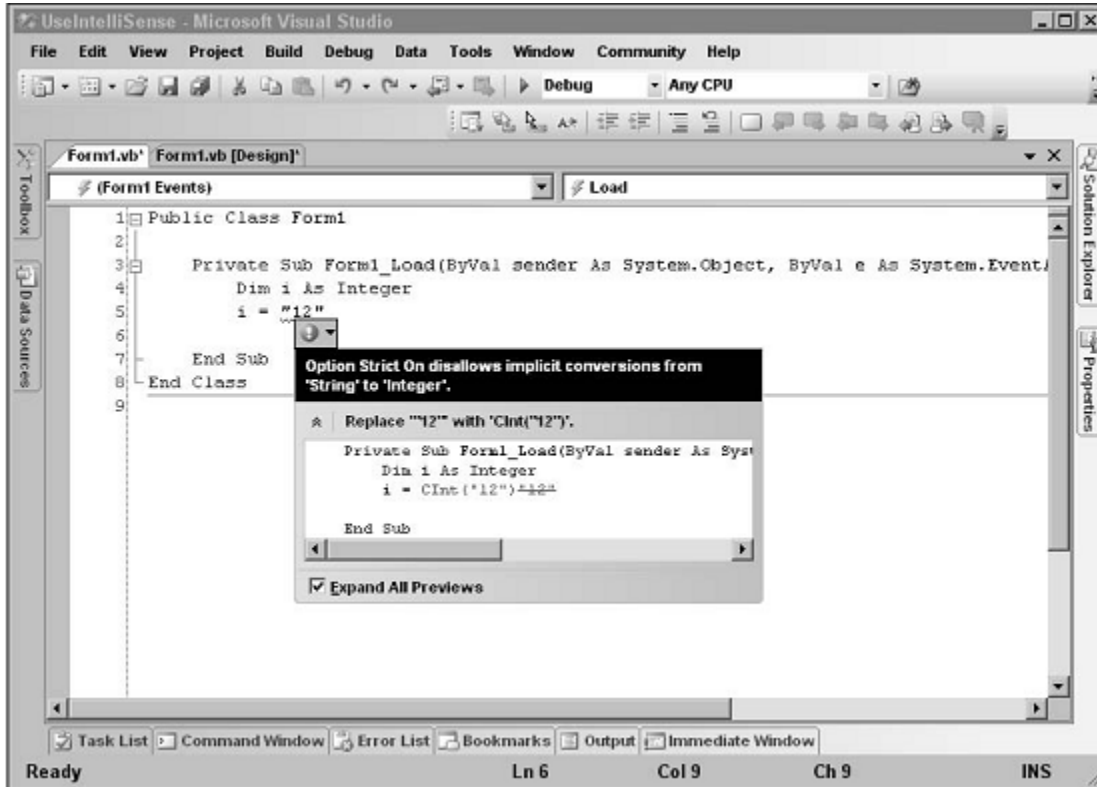 UseIntelliSense - Microsoft Visual Studio
File Edit View Project Build Debug Data Tools Window Community Help
Debug Any CPU
Toolbox
Data Sources
Form1.vb* Form1.vb [Design]*
(Form1 Events) Load
1 Public Class Form1
2
3 Private Sub Form1_Load(ByVal sender As System.Object, ByVal e As System.Event
4 Dim i As Integer
5 i = "12"
6
7 End Sub
8 End Class
9
Option Strict On disallows implicit conversions from
'String' to 'Integer'.
Replace '"12"' with 'CInt("12")'.
Private Sub Form1_Load(ByVal sender As Syst
Dim i As Integer
i = CInt("12")"12"
End Sub
Expand All Previews
Solution Explorer
Properties
Task List Command Window Error List Bookmarks Output Immediate Window
Ready Ln 6 Col 9 Ch 9 INS